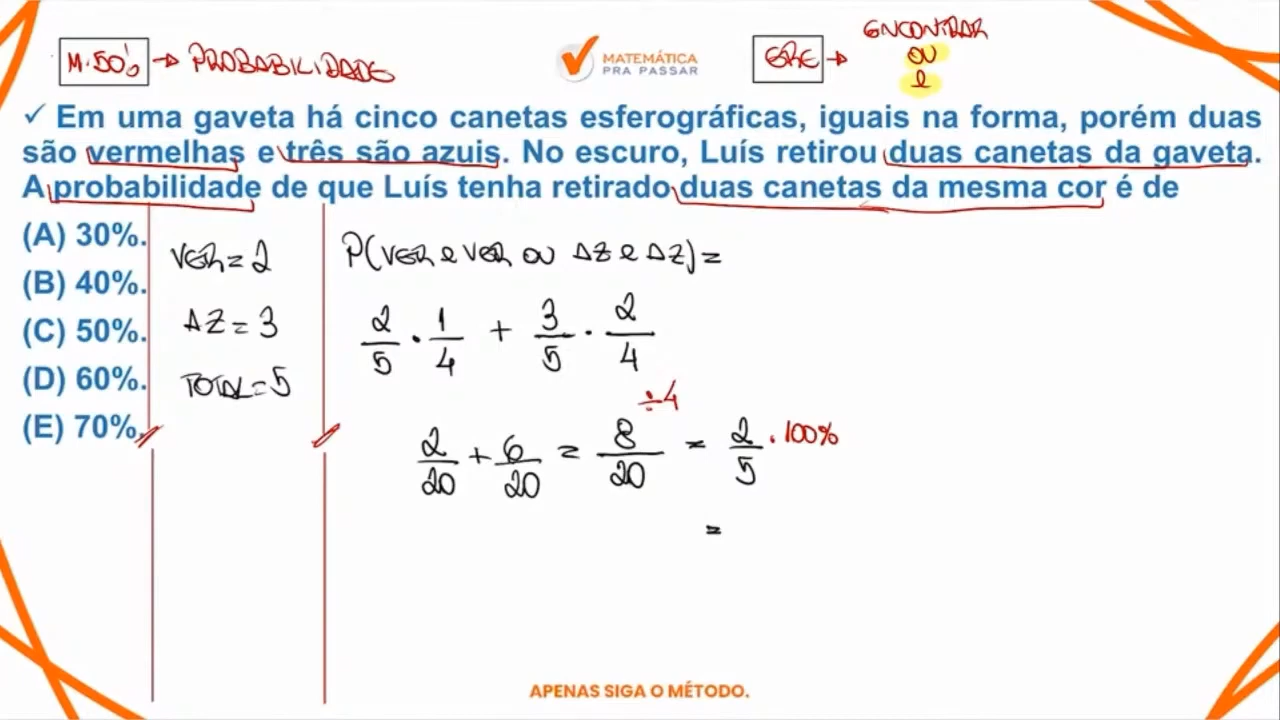 M.50's → PROBABILIDADE
MATEMÁTICA
PRA PASSAR
→ ENCONTRAR
OU
e
✓ Em uma gaveta há cinco canetas esferográficas, iguais na forma, porém duas
são vermelhas e três são azuis. No escuro, Luís retirou duas canetas da gaveta.
A probabilidade de que Luís tenha retirado duas canetas da mesma cor é de
(A) 30%.
(B) 40%.
(C) 50%.
(D) 60%.
(E) 70%.
VER = 2
AZ = 3
TOTAL = 5
P(VER e VER OU AZ e AZ) =
2/5 · 1/4 + 3/5 · 2/4
÷4
2/20 + 6/20 = 8/20 = 2/5 · 100%
=
APENAS SIGA O MÉTODO.